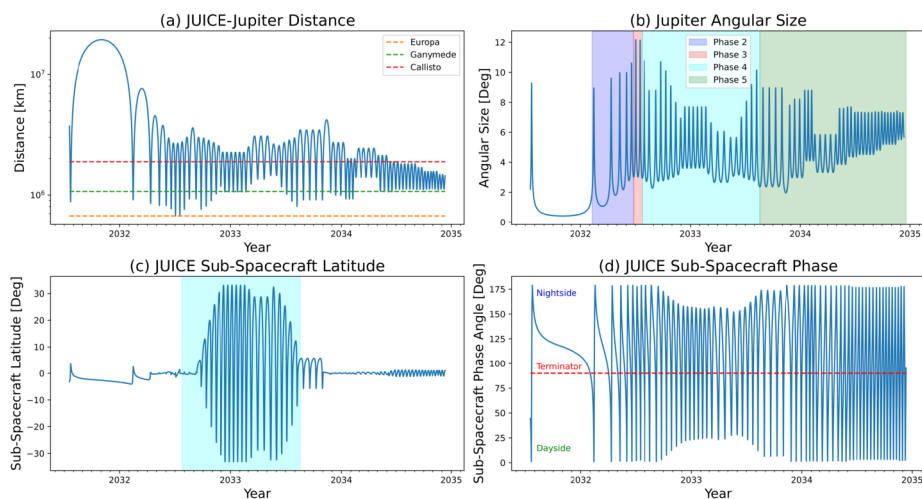 (a) JUICE-Jupiter Distance
Europa
Ganymede
Callisto
10⁷
10⁶
Distance [km]
2032
2033
2034
2035
Year
(b) Jupiter Angular Size
Phase 2
Phase 3
Phase 4
Phase 5
12
10
8
6
4
2
0
Angular Size [Deg]
2032
2033
2034
2035
Year
(c) JUICE Sub-Spacecraft Latitude
30
20
10
0
−10
−20
−30
Sub-Spacecraft Latitude [Deg]
2032
2033
2034
2035
Year
(d) JUICE Sub-Spacecraft Phase
175
150
125
100
75
50
25
0
Sub-Spacecraft Phase Angle [Deg]
Nightside
Terminator
Dayside
2032
2033
2034
2035
Year